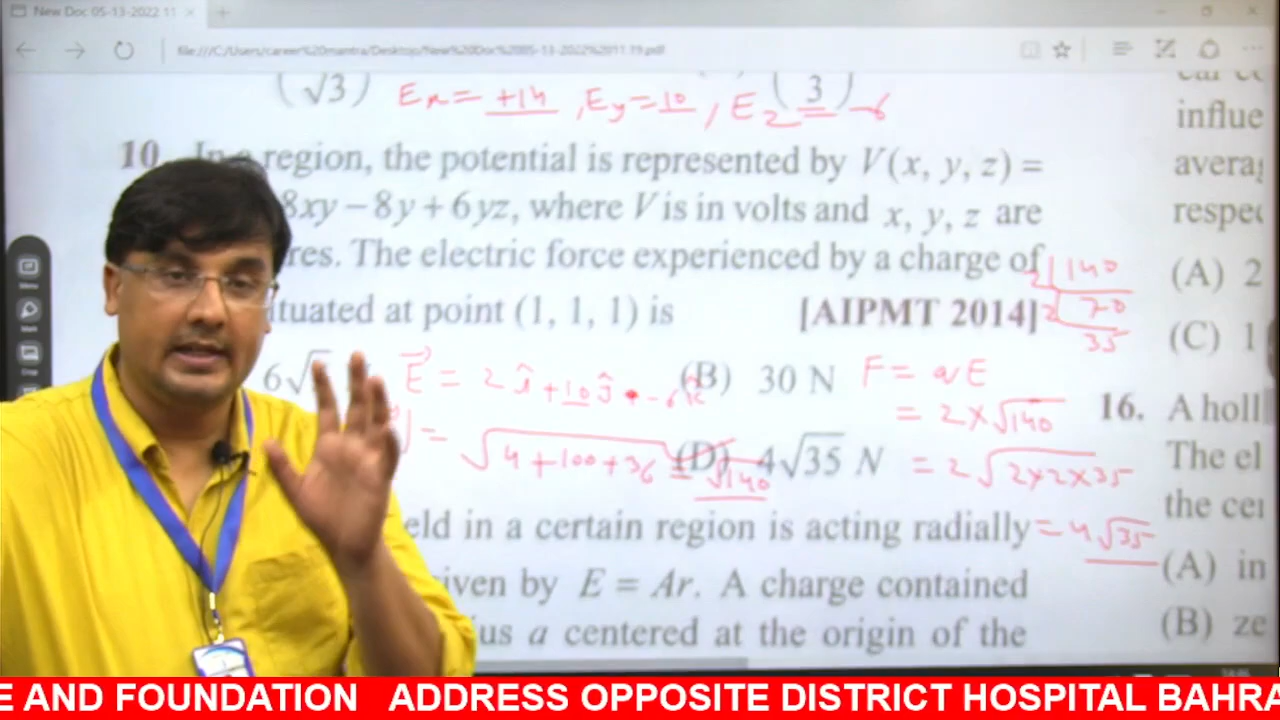 New Doc 05-13-2022 11
file:///C:/Users/career%20mantra/Desktop/New%20Doc%2005-13-2022%2011.19.pdf
(√3) Ex = +14, Ey = 10, Ez = -6
(3)
10. In a region, the potential is represented by V(x, y, z) =
8xy – 8y + 6yz, where V is in volts and x, y, z are
res. The electric force experienced by a charge of
ituated at point (1, 1, 1) is [AIPMT 2014]
2 140
2 70
35
6√
E = 2î + 10ĵ
(B) 30 N
F = qE
= 2 × √140
= √4+100+36
√140
(D) 4√35 N
= 2√2×2×35
= 4√35
eld in a certain region is acting radially
iven by E = Ar. A charge contained
us a centered at the origin of the
influe
averag
respec
(A) 2
(C) 1
16. A holl
The el
the cer
(A) in
(B) ze
E AND FOUNDATION ADDRESS OPPOSITE DISTRICT HOSPITAL BAHRA